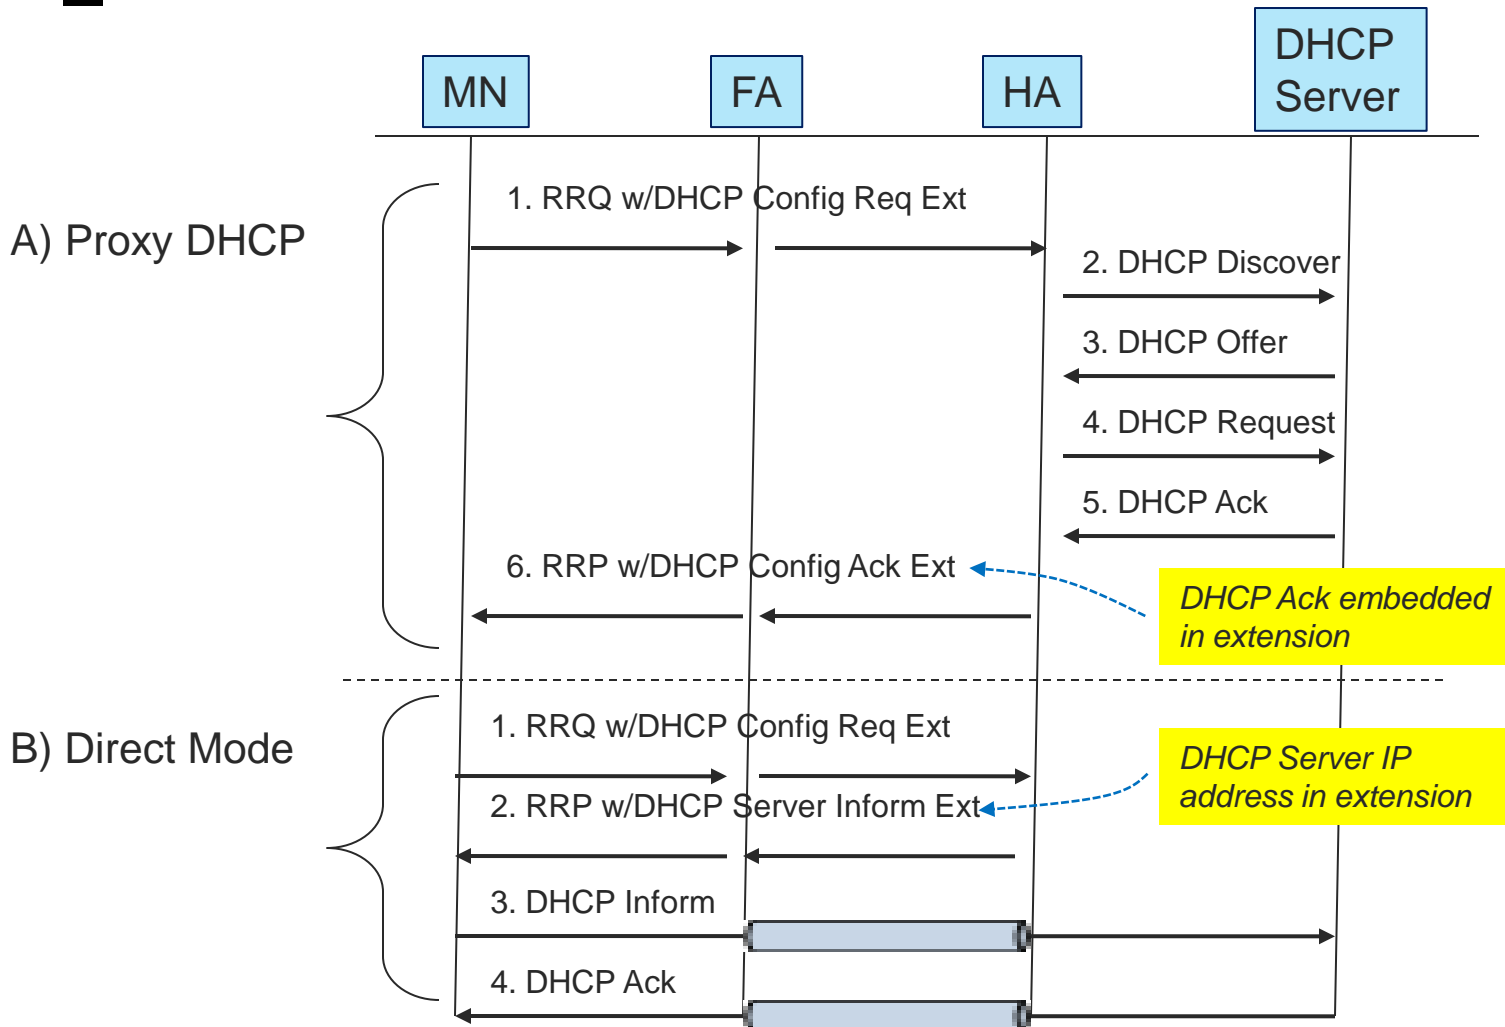 MN
FA
HA
DHCP
Server
A) Proxy DHCP
1. RRQ w/DHCP Config Req Ext
2. DHCP Discover
3. DHCP Offer
4. DHCP Request
5. DHCP Ack
6. RRP w/DHCP Config Ack Ext
DHCP Ack embedded
in extension
B) Direct Mode
1. RRQ w/DHCP Config Req Ext
DHCP Server IP
address in extension
2. RRP w/DHCP Server Inform Ext
3. DHCP Inform
4. DHCP Ack